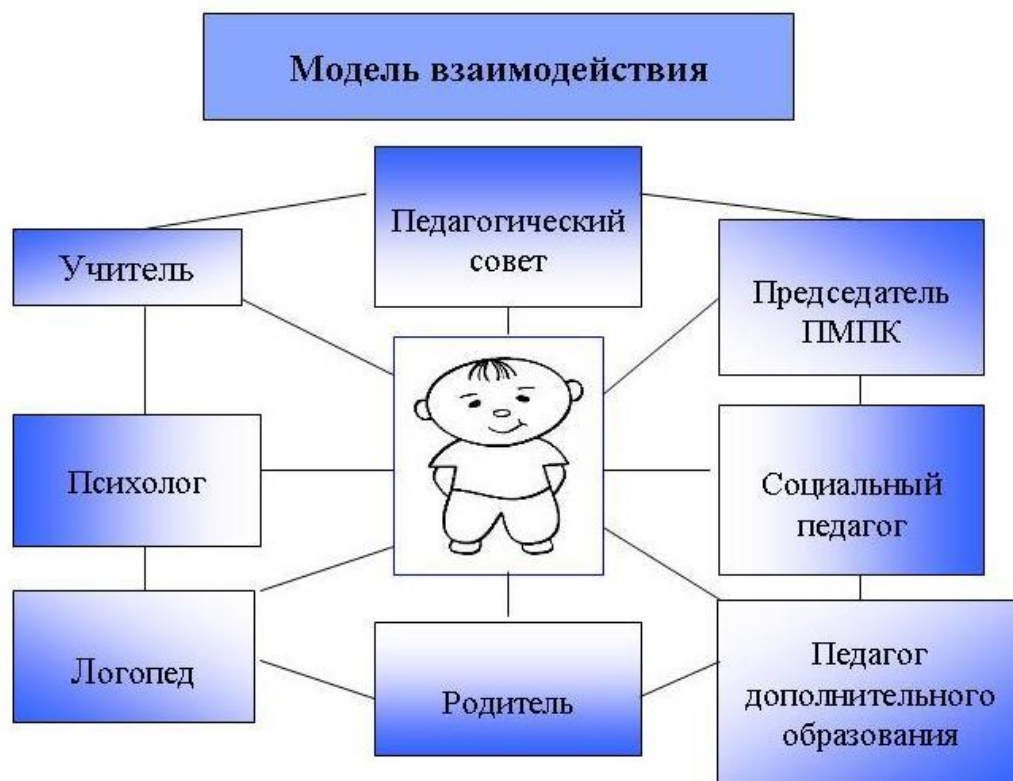 Модель взаимодействия
Педагогический
совет
Учитель
Председатель
ПМПК
Психолог
Социальный
педагог
Логопед
Родитель
Педагог
дополнительного
образования